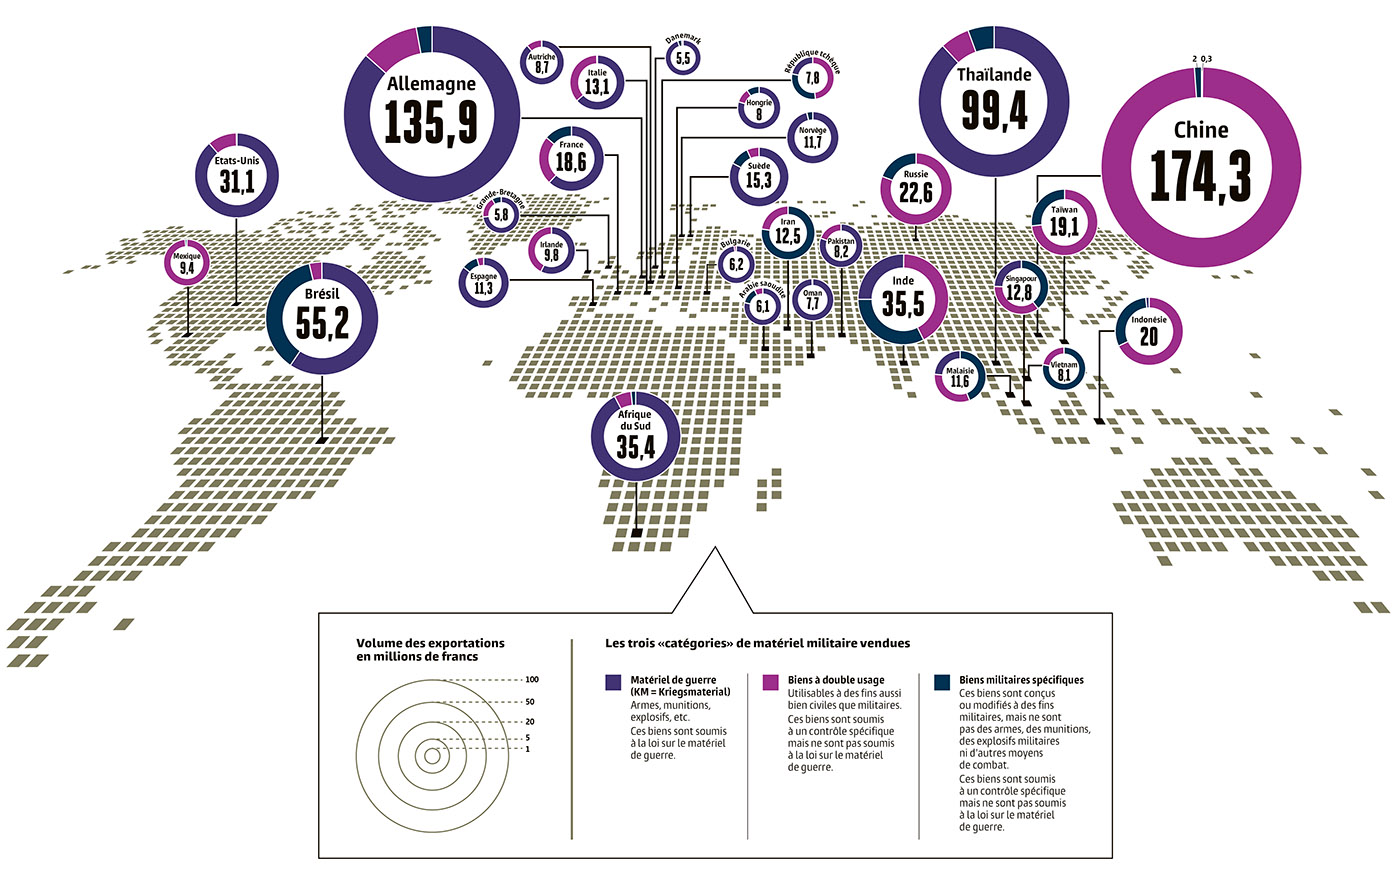 Allemagne
135,9
Autriche
8,7
Italie
13,1
Danemark
5,5
République tchèque
7,8
Hongrie
8
Norvège
11,7
Thaïlande
99,4
2 0,3
Chine
174,3
Etats-Unis
31,1
France
18,6
Suède
15,3
Russie
22,6
Grande-Bretagne
5,8
Taïwan
19,1
Iran
12,5
Pakistan
8,2
Mexique
9,4
Irlande
9,8
Bulgarie
6,2
Espagne
11,3
Arabie saoudite
6,1
Oman
7,7
Inde
35,5
Singapour
12,8
Brésil
55,2
Indonésie
20
Malaisie
11,6
Vietnam
8,1
Afrique
du Sud
35,4
Volume des exportations
en millions de francs
100
50
20
5
1
Les trois «catégories» de matériel militaire vendues
Matériel de guerre
(KM = Kriegsmaterial)
Armes, munitions,
explosifs, etc.
Ces biens sont soumis
à la loi sur le matériel
de guerre.
Biens à double usage
Utilisables à des fins aussi
bien civiles que militaires.
Ces biens sont soumis
à un contrôle spécifique
mais ne sont pas soumis
à la loi sur le matériel
de guerre.
Biens militaires spécifiques
Ces biens sont conçus
ou modifiés à des fins
militaires, mais ne sont
pas des armes, des munitions,
des explosifs militaires
ni d'autres moyens
de combat.
Ces biens sont soumis
à un contrôle spécifique
mais ne sont pas soumis
à la loi sur le matériel
de guerre.